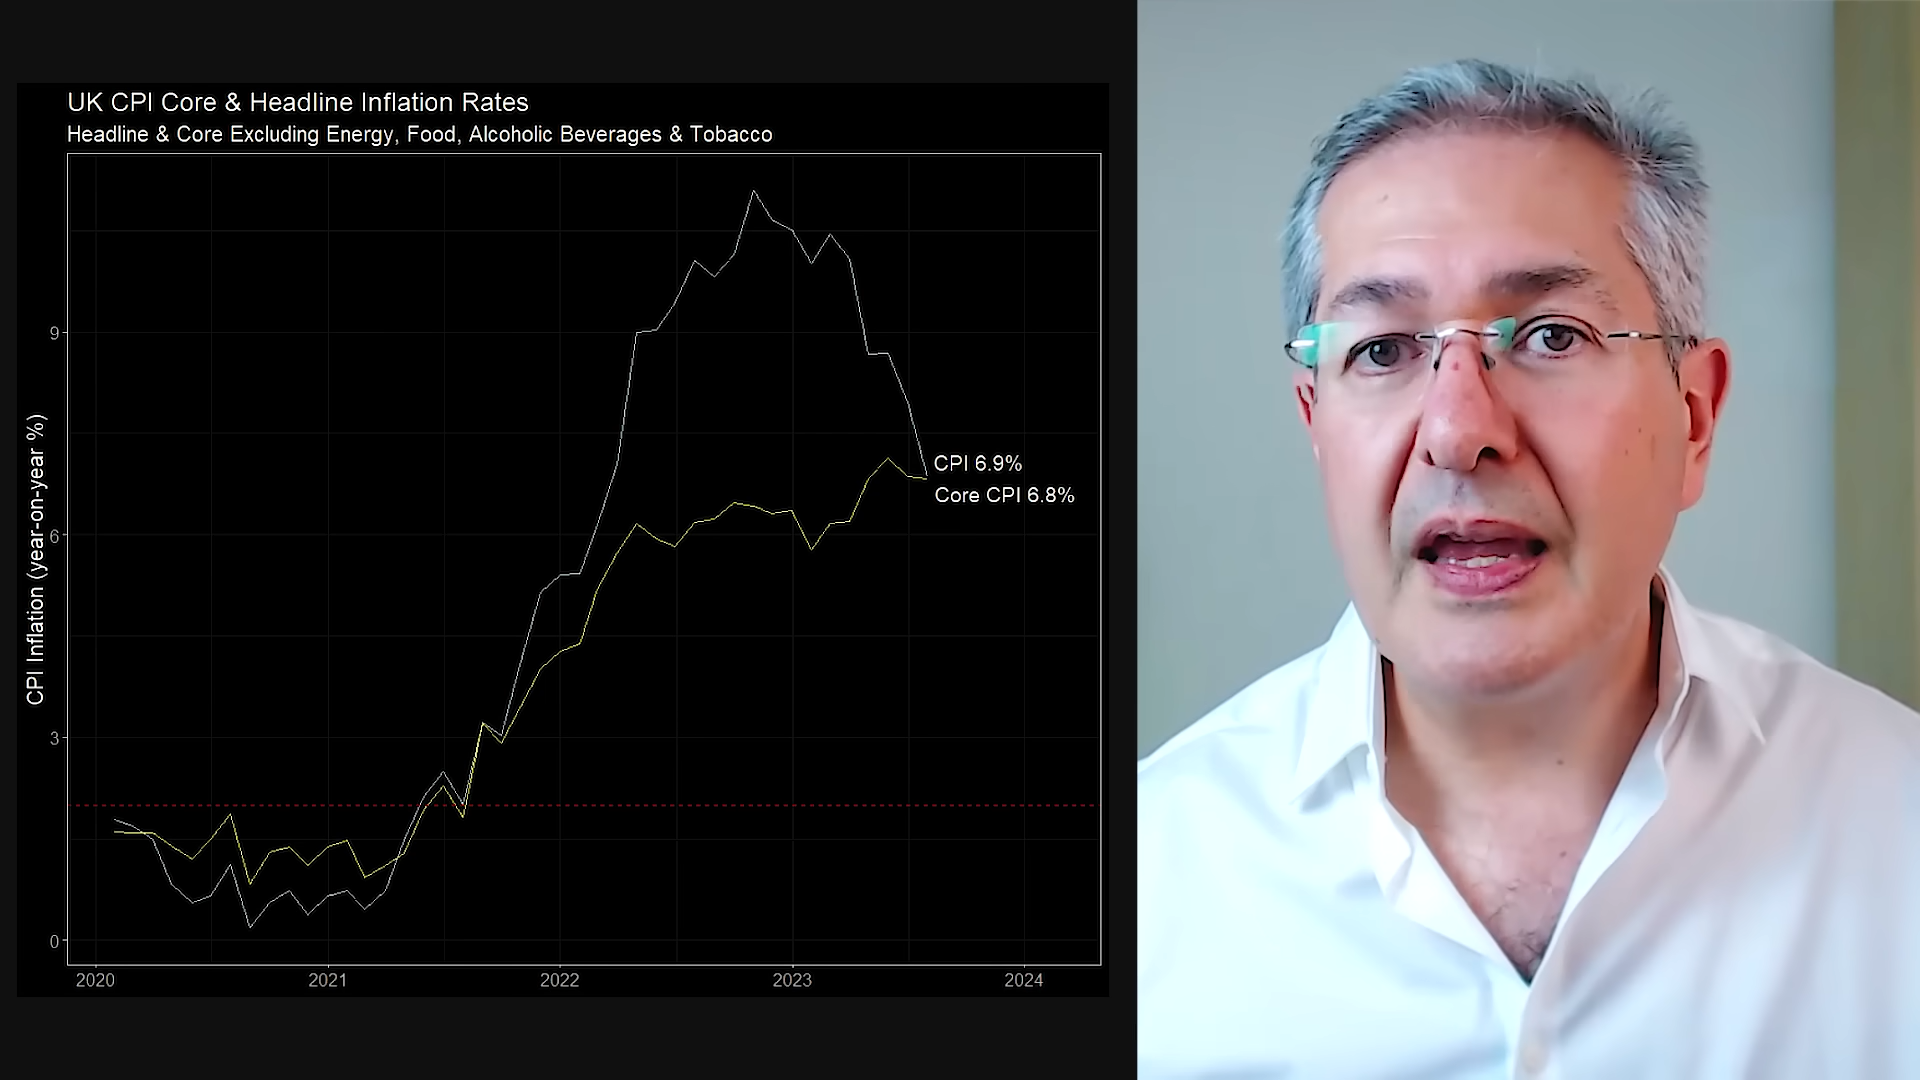 UK CPI Core & Headline Inflation Rates
Headline & Core Excluding Energy, Food, Alcoholic Beverages & Tobacco
CPI Inflation (year-on-year %)
9
6
3
0
CPI 6.9%
Core CPI 6.8%
2020
2021
2022
2023
2024